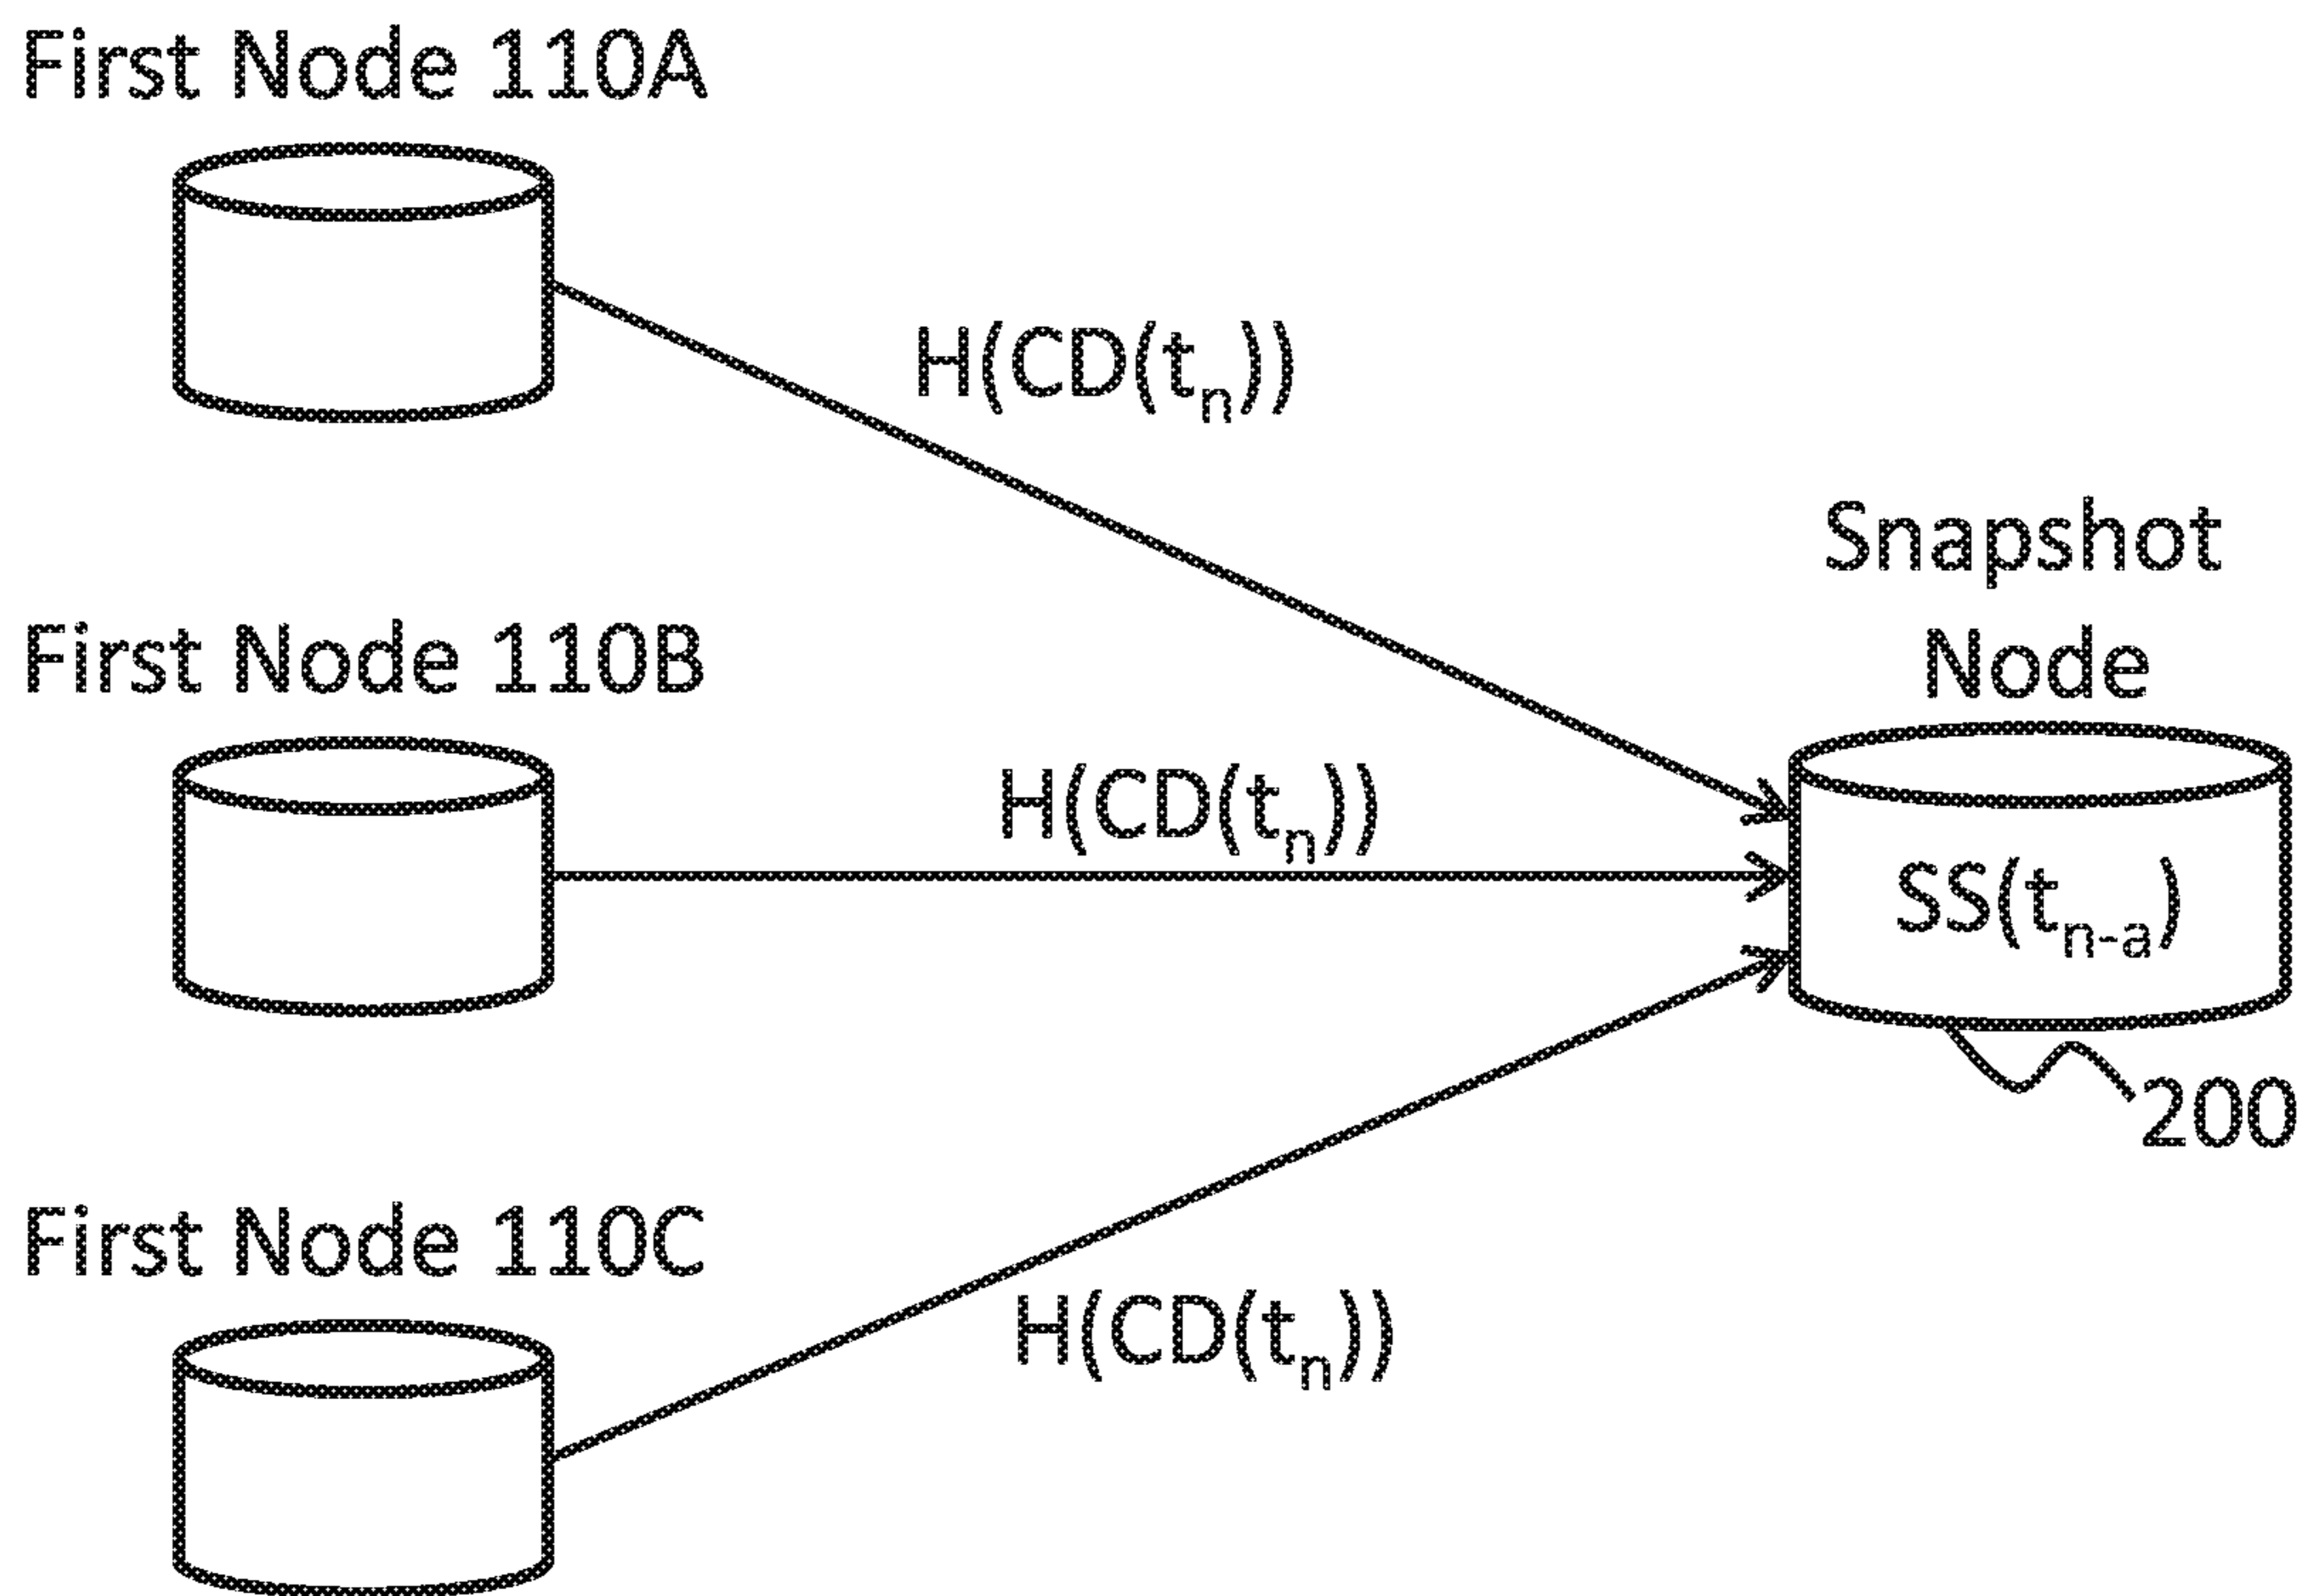 First Node 110A
H(CD(tₙ))
Snapshot
Node
First Node 110B
H(CD(tₙ))
SS(tₙ₋ₐ)
200
First Node 110C
H(CD(tₙ))